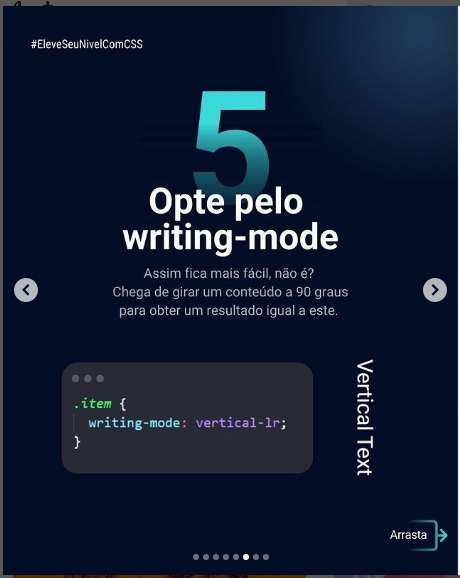 #EleveSeuNivelComCSS
5
Opte pelo
writing-mode
Assim fica mais fácil, não é?
Chega de girar um conteúdo a 90 graus
para obter um resultado igual a este.
.item {
writing-mode: vertical-lr;
}
Vertical Text
Arrasta